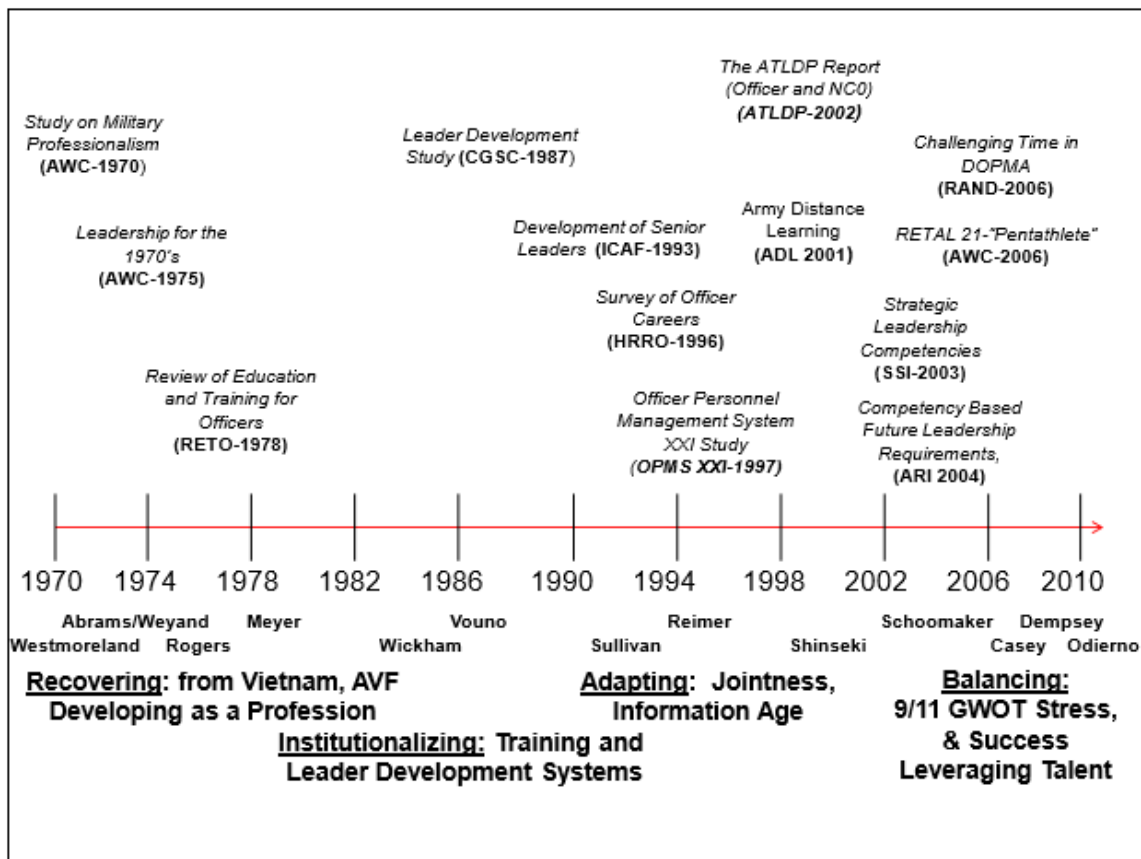 Study on Military
Professionalism
(AWC-1970)
Leadership for the
1970's
(AWC-1975)
Review of Education
and Training for
Officers
(RETO-1978)
Leader Development
Study (CGSC-1987)
Development of Senior
Leaders (ICAF-1993)
Survey of Officer
Careers
(HRRO-1996)
Officer Personnel
Management System
XXI Study
(OPMS XXI-1997)
The ATLDP Report
(Officer and NC0)
(ATLDP-2002)
Army Distance
Learning
(ADL 2001)
Challenging Time in
DOPMA
(RAND-2006)
RETAL 21-"Pentathlete"
(AWC-2006)
Strategic
Leadership
Competencies
(SSI-2003)
Competency Based
Future Leadership
Requirements,
(ARI 2004)
1970 1974 1978 1982 1986 1990 1994 1998 2002 2006 2010
Abrams/Weyand Meyer Vouno Reimer Schoomaker Dempsey
Westmoreland Rogers Wickham Sullivan Shinseki Casey Odierno
Recovering: from Vietnam, AVF
Developing as a Profession
Institutionalizing: Training and
Leader Development Systems
Adapting: Jointness,
Information Age
Balancing:
9/11 GWOT Stress,
& Success
Leveraging Talent